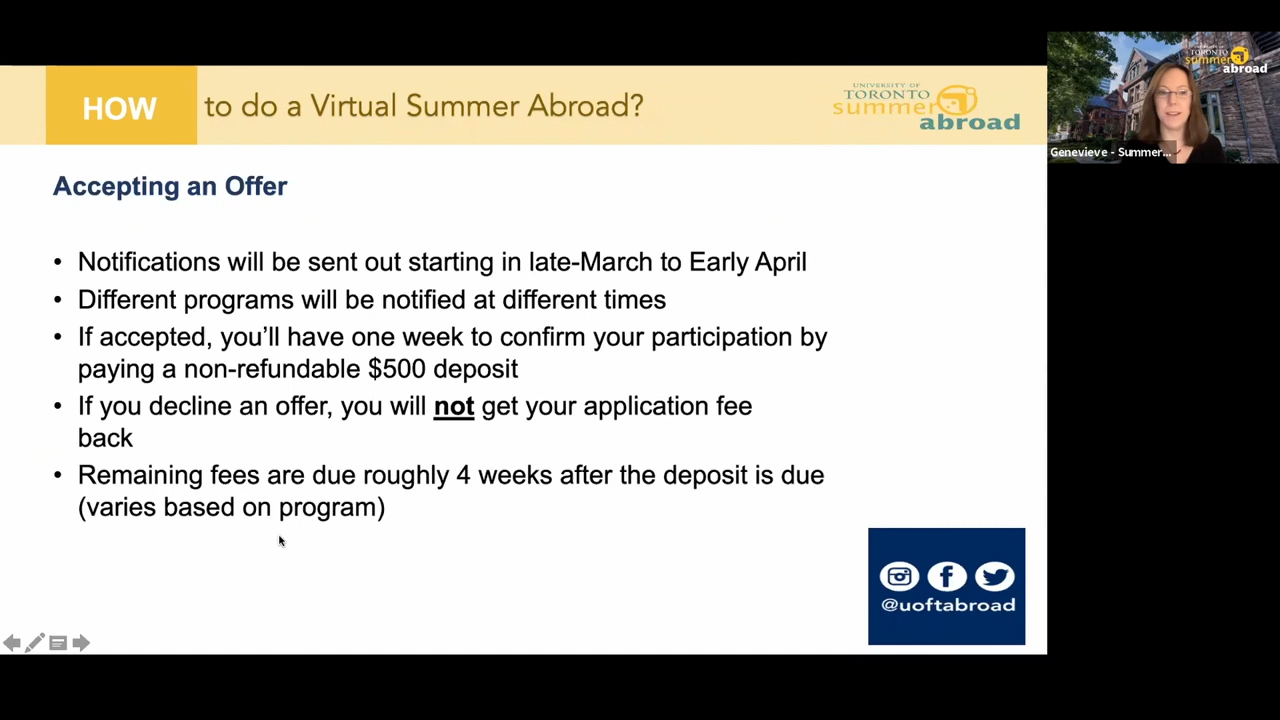 HOW to do a Virtual Summer Abroad?
UNIVERSITY OF
TORONTO
summer
abroad
Accepting an Offer
• Notifications will be sent out starting in late-March to Early April
• Different programs will be notified at different times
• If accepted, you'll have one week to confirm your participation by
paying a non-refundable $500 deposit
• If you decline an offer, you will not get your application fee
back
• Remaining fees are due roughly 4 weeks after the deposit is due
(varies based on program)
@uoftabroad
UNIVERSITY OF
TORONTO
summer
abroad
Genevieve - Summer...